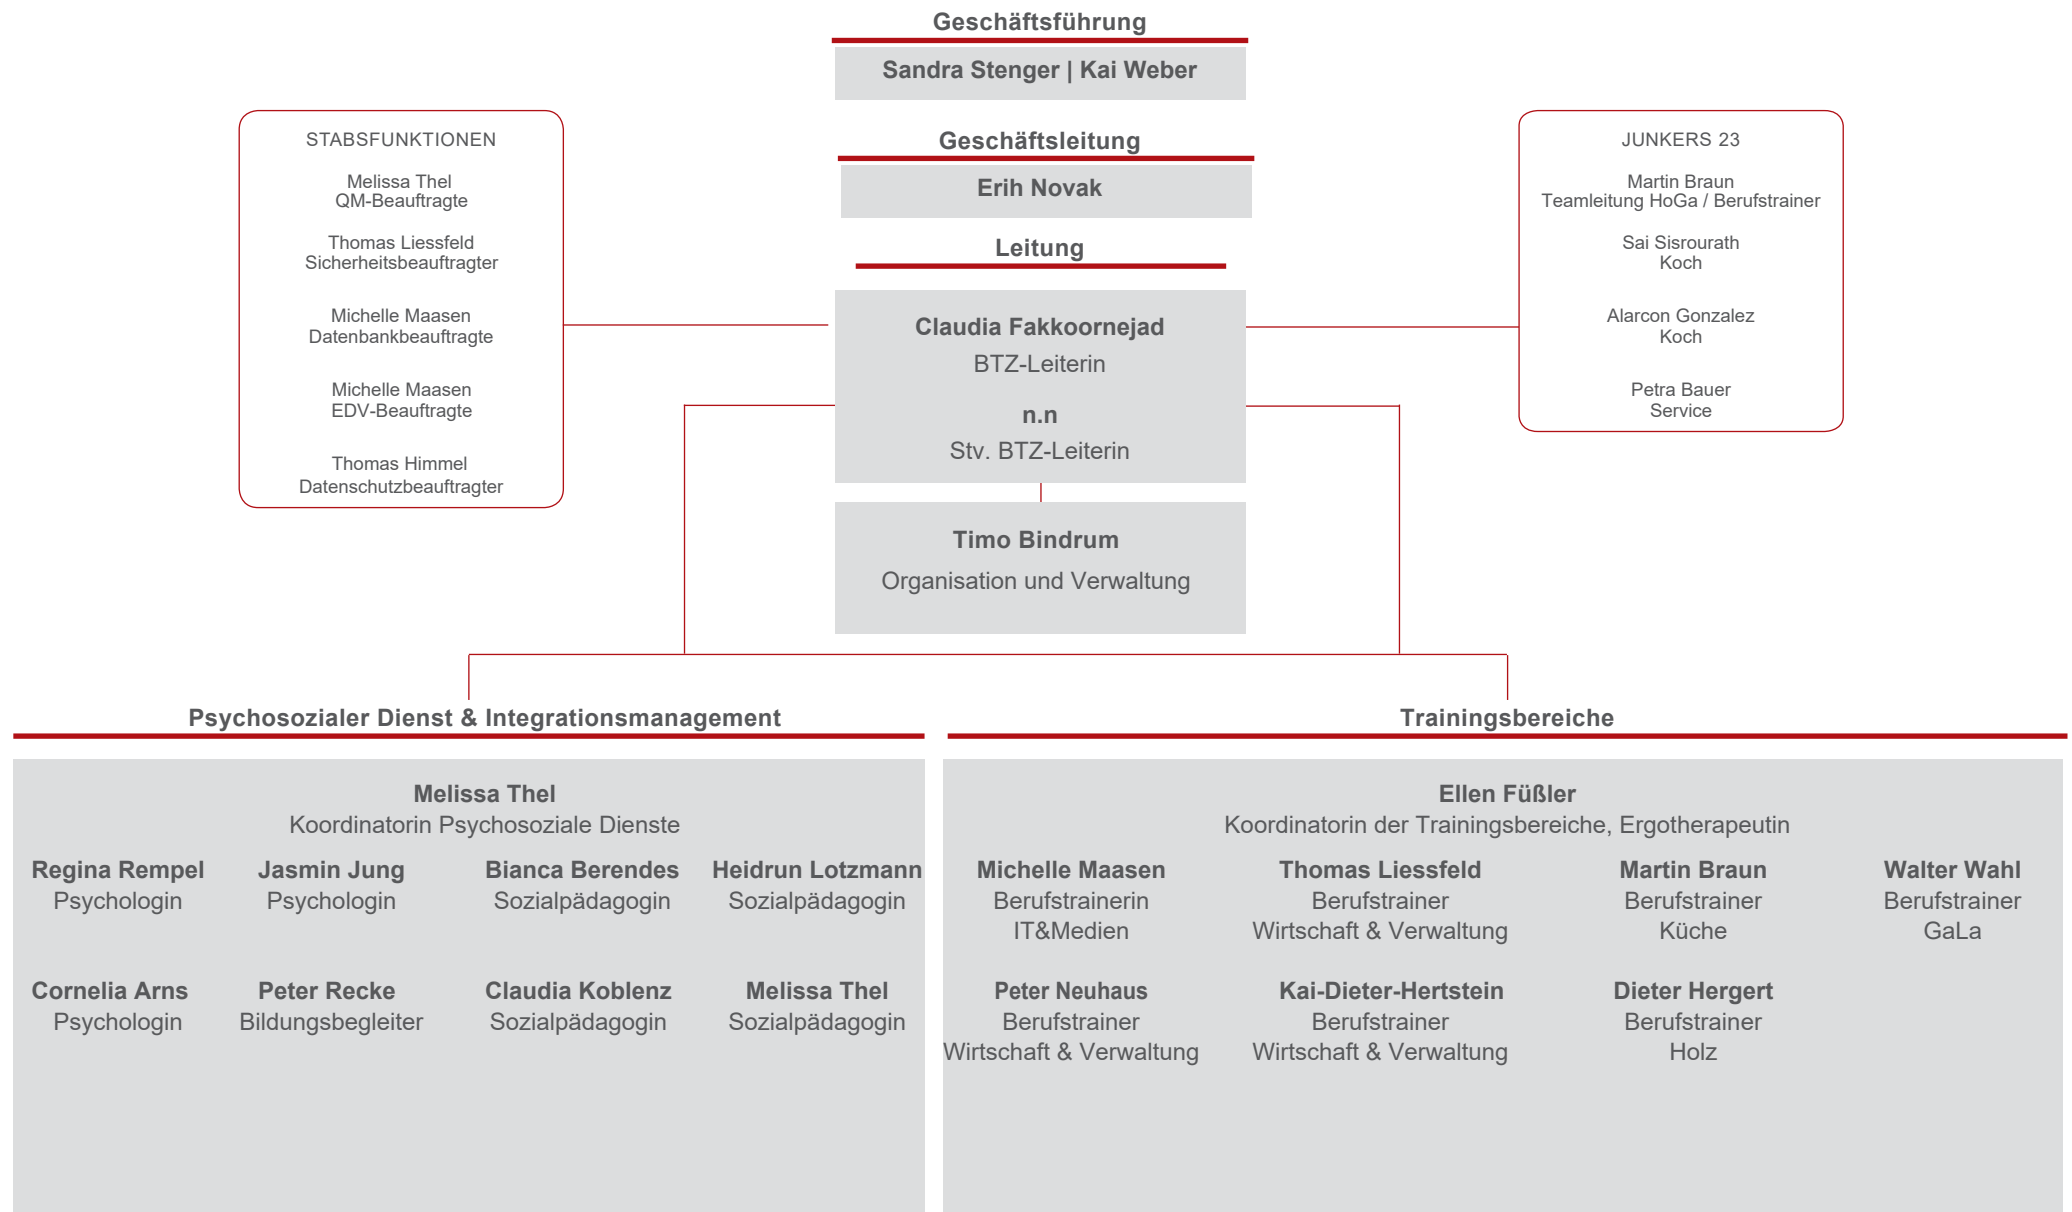 Geschäftsführung
Sandra Stenger | Kai Weber
Geschäftsleitung
Erih Novak
Leitung
Claudia Fakkoornejad
BTZ-Leiterin
n.n
Stv. BTZ-Leiterin
Timo Bindrum
Organisation und Verwaltung
STABSFUNKTIONEN
Melissa Thel
QM-Beauftragte
Thomas Liessfeld
Sicherheitsbeauftragter
Michelle Maasen
Datenbankbeauftragte
Michelle Maasen
EDV-Beauftragte
Thomas Himmel
Datenschutzbeauftragter
JUNKERS 23
Martin Braun
Teamleitung HoGa / Berufstrainer
Sai Sisrourath
Koch
Alarcon Gonzalez
Koch
Petra Bauer
Service
Psychosozialer Dienst & Integrationsmanagement
Melissa Thel
Koordinatorin Psychosoziale Dienste
Regina Rempel
Psychologin
Jasmin Jung
Psychologin
Bianca Berendes
Sozialpädagogin
Heidrun Lotzmann
Sozialpädagogin
Cornelia Arns
Psychologin
Peter Recke
Bildungsbegleiter
Claudia Koblenz
Sozialpädagogin
Melissa Thel
Sozialpädagogin
Trainingsbereiche
Ellen Füßler
Koordinatorin der Trainingsbereiche, Ergotherapeutin
Michelle Maasen
Berufstrainerin
IT&Medien
Thomas Liessfeld
Berufstrainer
Wirtschaft & Verwaltung
Martin Braun
Berufstrainer
Küche
Walter Wahl
Berufstrainer
GaLa
Peter Neuhaus
Berufstrainer
Wirtschaft & Verwaltung
Kai-Dieter-Hertstein
Berufstrainer
Wirtschaft & Verwaltung
Dieter Hergert
Berufstrainer
Holz